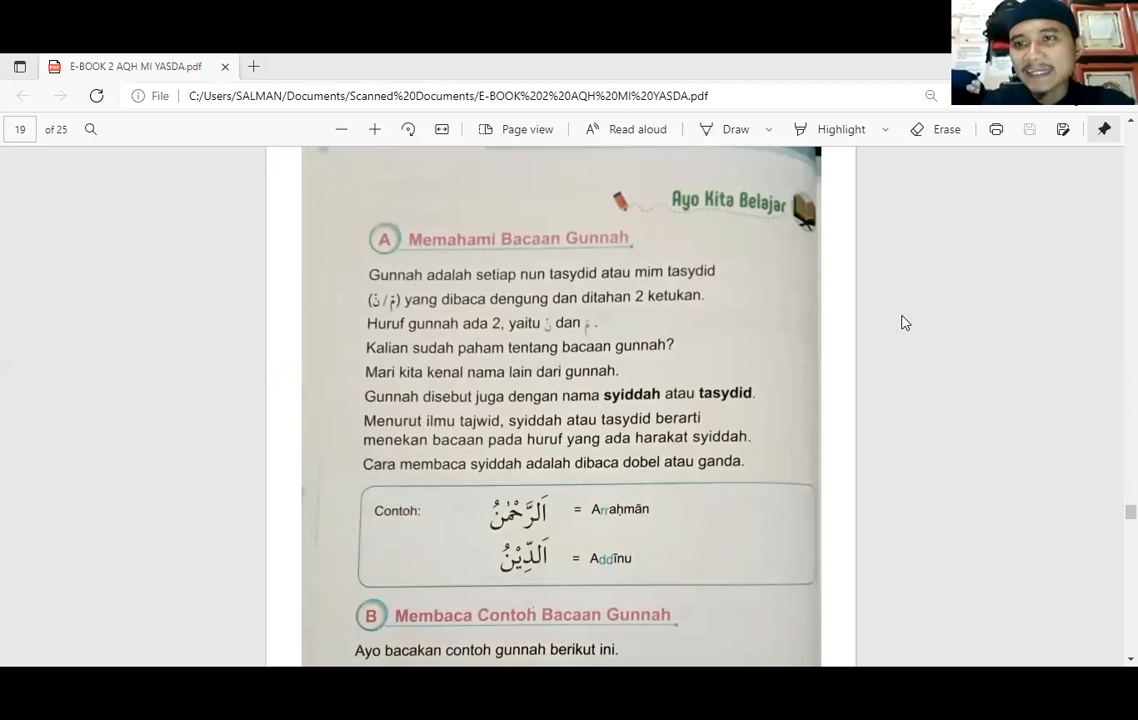 E-BOOK 2 AQH MI YASDA.pdf
File C:/Users/SALMAN/Documents/Scanned%20Documents/E-BOOK%202%20AQH%20MI%20YASDA.pdf
19 of 25 Page view Read aloud Draw Highlight Erase
Ayo Kita Belajar
A Memahami Bacaan Gunnah
Gunnah adalah setiap nun tasydid atau mim tasydid
(نّ/مّ) yang dibaca dengung dan ditahan 2 ketukan.
Huruf gunnah ada 2, yaitu نّ dan مّ .
Kalian sudah paham tentang bacaan gunnah?
Mari kita kenal nama lain dari gunnah.
Gunnah disebut juga dengan nama syiddah atau tasydid.
Menurut ilmu tajwid, syiddah atau tasydid berarti
menekan bacaan pada huruf yang ada harakat syiddah.
Cara membaca syiddah adalah dibaca dobel atau ganda.
Contoh: اَلرَّحْمٰنُ = Arraḥmān
اَلدِّيْنُ = Addīnu
B Membaca Contoh Bacaan Gunnah
Ayo bacakan contoh gunnah berikut ini.